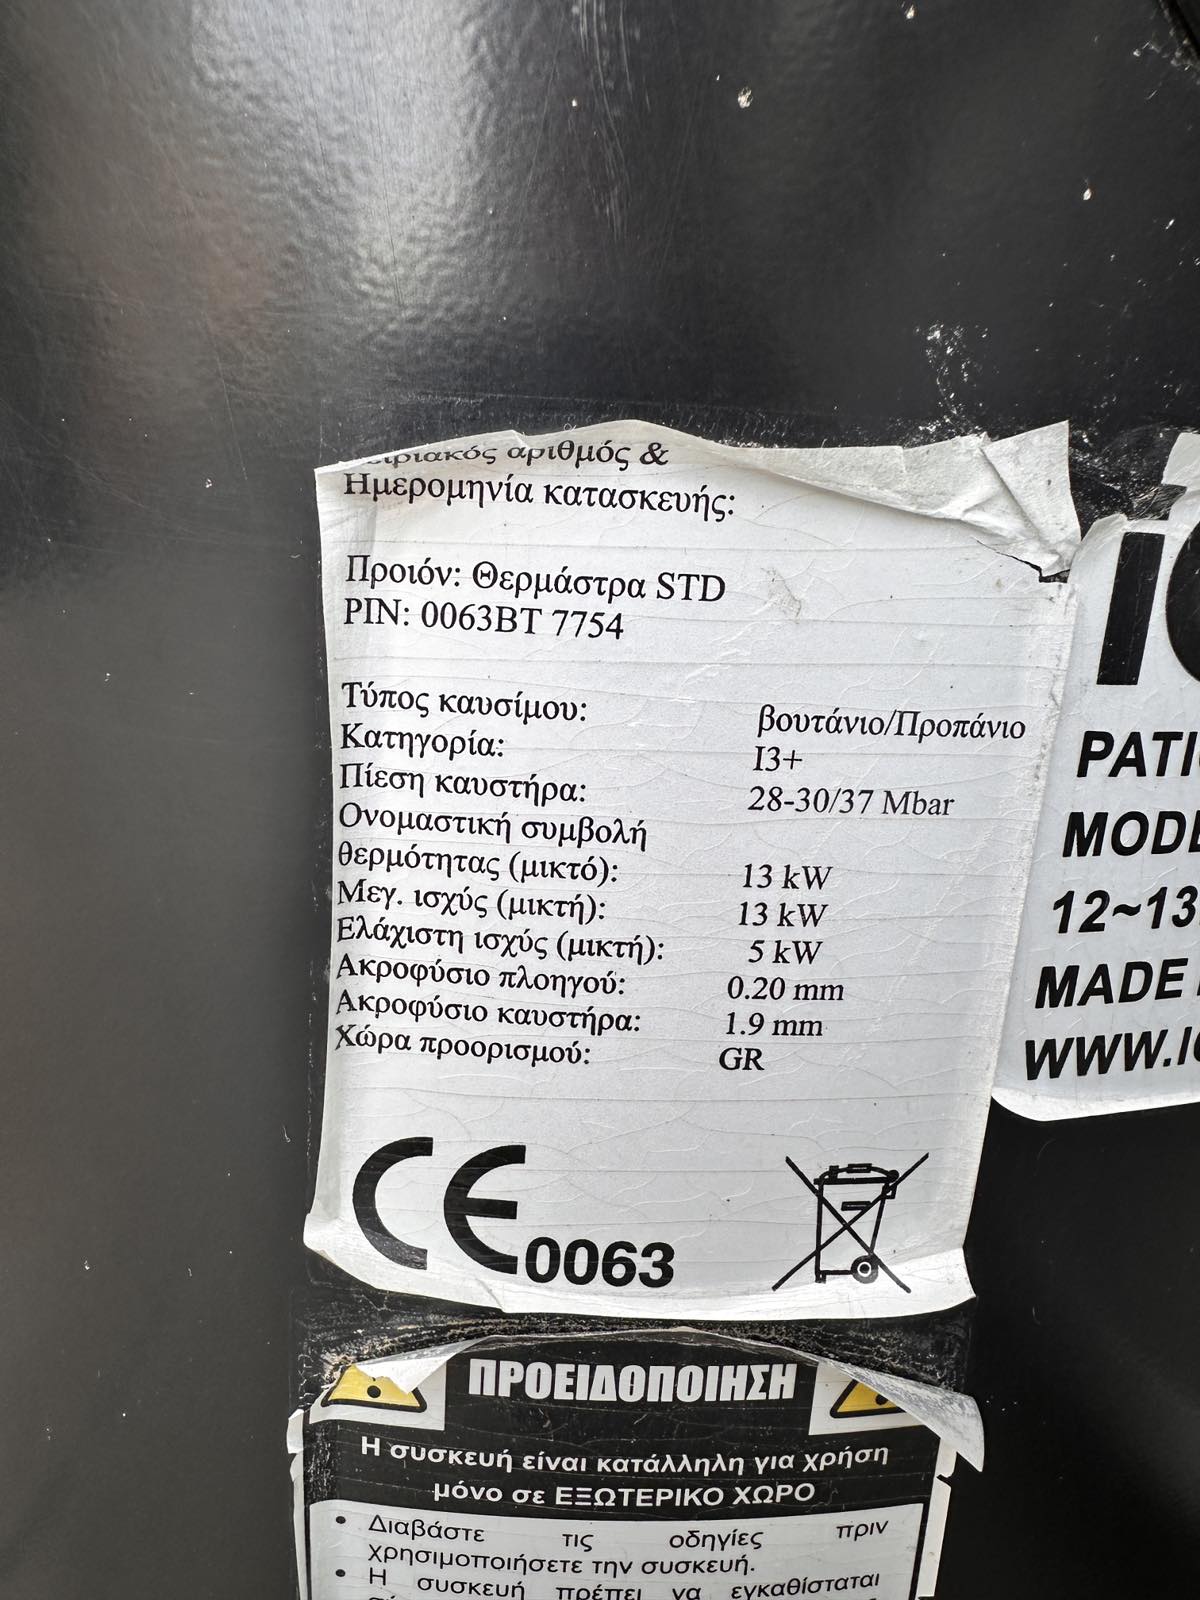 αριθμός &
Ημερομηνία κατασκευής:
Προιόν: Θερμάστρα STD
PIN: 0063BT 7754
Τύπος καυσίμου: βουτάνιο/Προπάνιο
Κατηγορία: I3+
Πίεση καυστήρα: 28-30/37 Mbar
Ονομαστική συμβολή
θερμότητας (μικτό): 13 kW
Μεγ. ισχύς (μικτή): 13 kW
Ελάχιστη ισχύς (μικτή): 5 kW
Ακροφύσιο πλοηγού: 0.20 mm
Ακροφύσιο καυστήρα: 1.9 mm
Χώρα προορισμού: GR
CE 0063
PATI
MOD
12~13
MADE
WWW.
ΠΡΟΕΙΔΟΠΟΙΗΣΗ
Η συσκευή είναι κατάλληλη για χρήση
μόνο σε ΕΞΩΤΕΡΙΚΟ ΧΩΡΟ
• Διαβάστε τις οδηγίες πριν
χρησιμοποιήσετε την συσκευή.
• Η συσκευή πρέπει να εγκαθίσταται